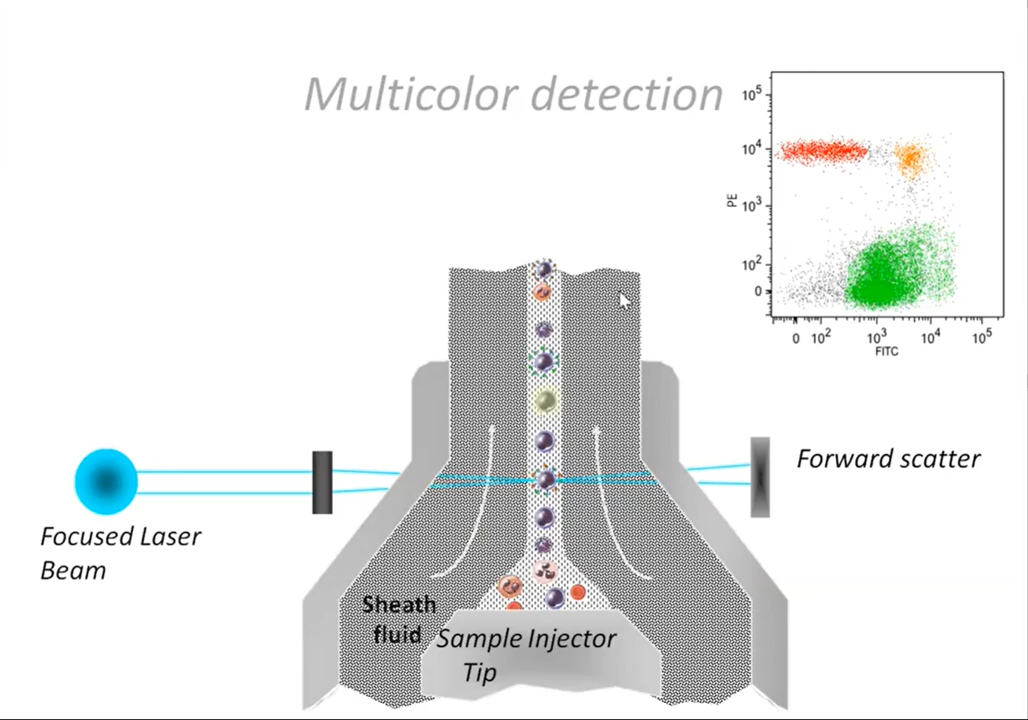 Multicolor detection
10⁵
10⁴
10³
10²
0
PE
0 10² 10³ 10⁴ 10⁵
FITC
Forward scatter
Focused Laser
Beam
Sheath
fluid
Sample Injector
Tip